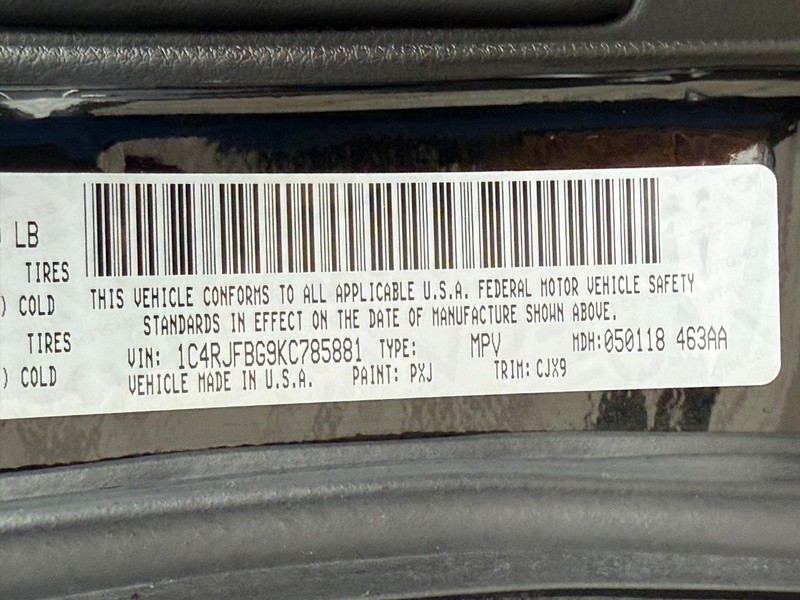 LB
TIRES
) COLD
TIRES
) COLD
THIS VEHICLE CONFORMS TO ALL APPLICABLE U.S.A. FEDERAL MOTOR VEHICLE SAFETY
STANDARDS IN EFFECT ON THE DATE OF MANUFACTURE SHOWN ABOVE.
VIN: 1C4RJFBG9KC785881 TYPE: MPV MDH:050118 463AA
VEHICLE MADE IN U.S.A. PAINT: PXJ TRIM: CJX9